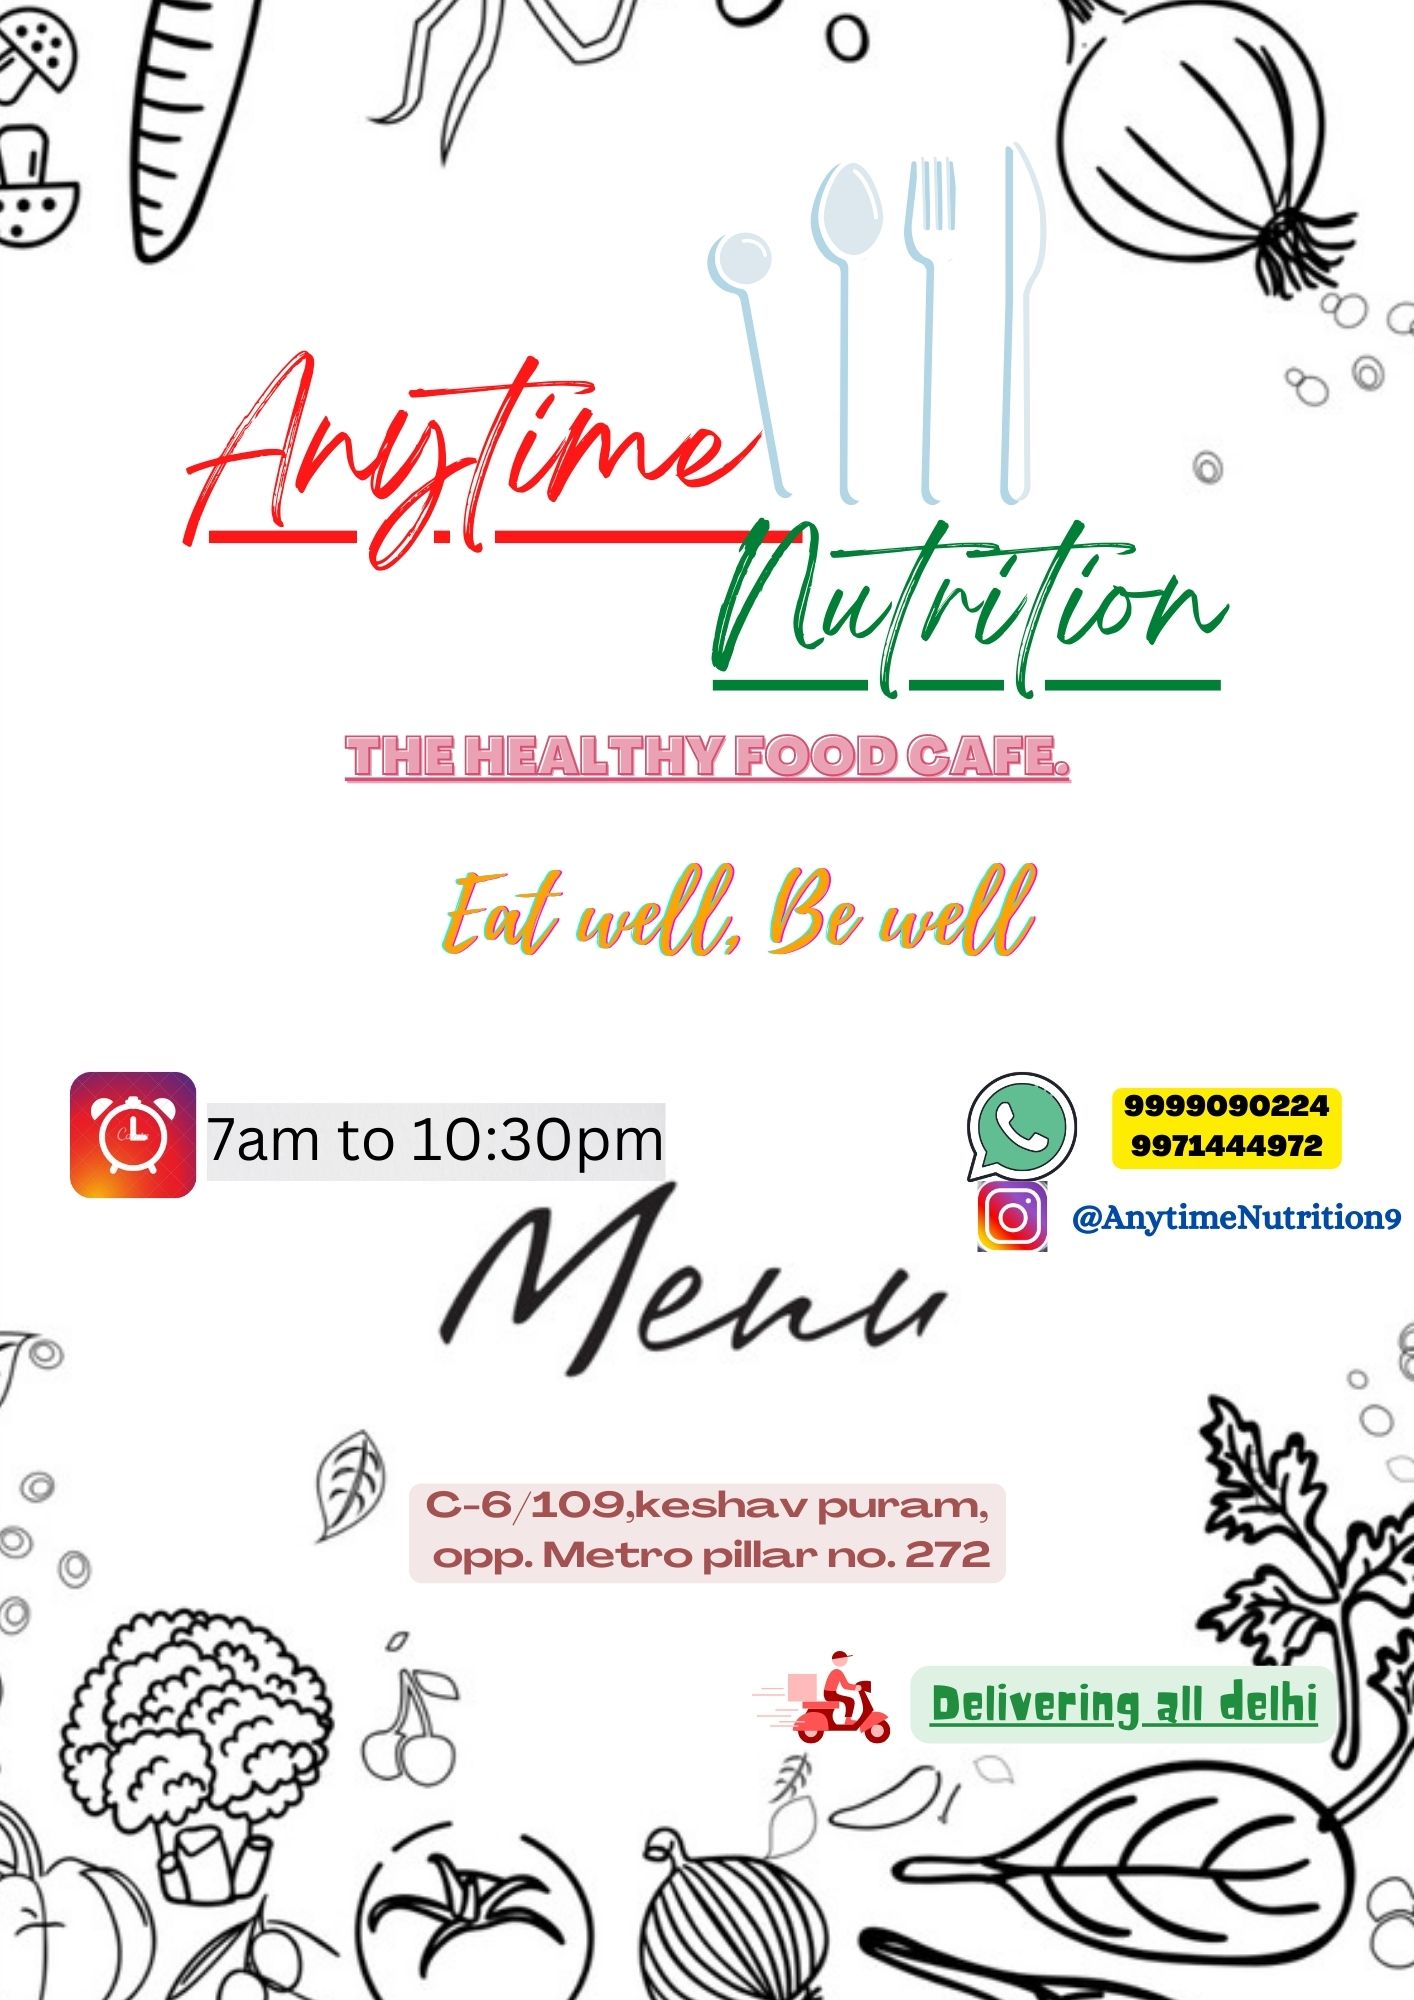 Anytime
Nutrition
THE HEALTHY FOOD CAFE.
Eat well, Be well
7am to 10:30pm
9999090224
9971444972
@AnytimeNutrition9
Menu
C-6/109,keshav puram,
opp. Metro pillar no. 272
Delivering all delhi